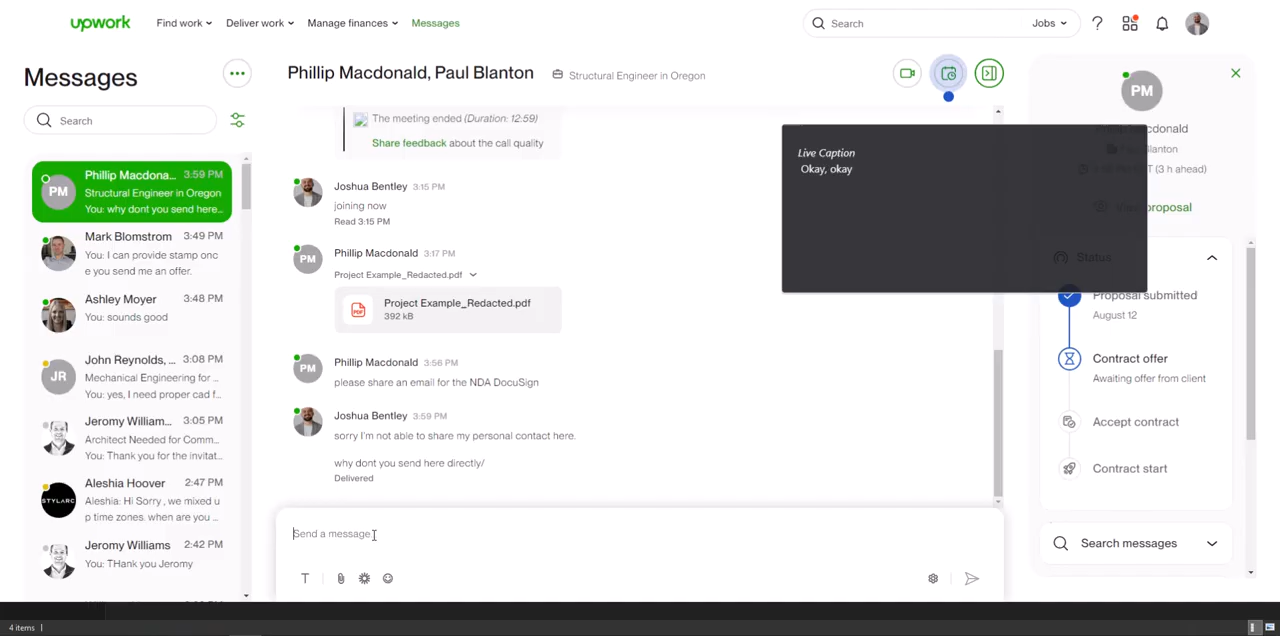 upwork
Find work
Deliver work
Manage finances
Messages
Search
Jobs
Messages
Search
Phillip Macdona... 3:59 PM
Structural Engineer in Oregon
You: why dont you send here...
PM
Mark Blomstrom 3:49 PM
You: I can provide stamp onc
e you send me an offer.
Ashley Moyer 3:48 PM
You: sounds good
John Reynolds, ... 3:08 PM
Mechanical Engineering for ..
You: yes, I need proper cad f...
JR
Jeromy William... 3:05 PM
Architect Needed for Comm...
You: Thank you for the invitat...
Aleshia Hoover 2:47 PM
Aleshia: Hi Sorry , we mixed u
p time zones. when are you ...
STYLARC
Jeromy Williams 2:42 PM
You: THank you Jeromy
Phillip Macdonald, Paul Blanton
Structural Engineer in Oregon
The meeting ended (Duration: 12:59)
Share feedback about the call quality
Joshua Bentley 3:15 PM
joining now
Read 3:15 PM
PM
Phillip Macdonald 3:17 PM
Project Example_Redacted.pdf
PDF
Project Example_Redacted.pdf
392 kB
PM
Phillip Macdonald 3:56 PM
please share an email for the NDA DocuSign
Joshua Bentley 3:59 PM
sorry I'm not able to share my personal contact here.
why dont you send here directly/
Delivered
Send a message
T
Live Caption
Okay, okay
PM
Macdonald
Blanton
(3h ahead)
proposal
Status
Proposal submitted
August 12
Contract offer
Awaiting offer from client
Accept contract
Contract start
Search messages
4 items